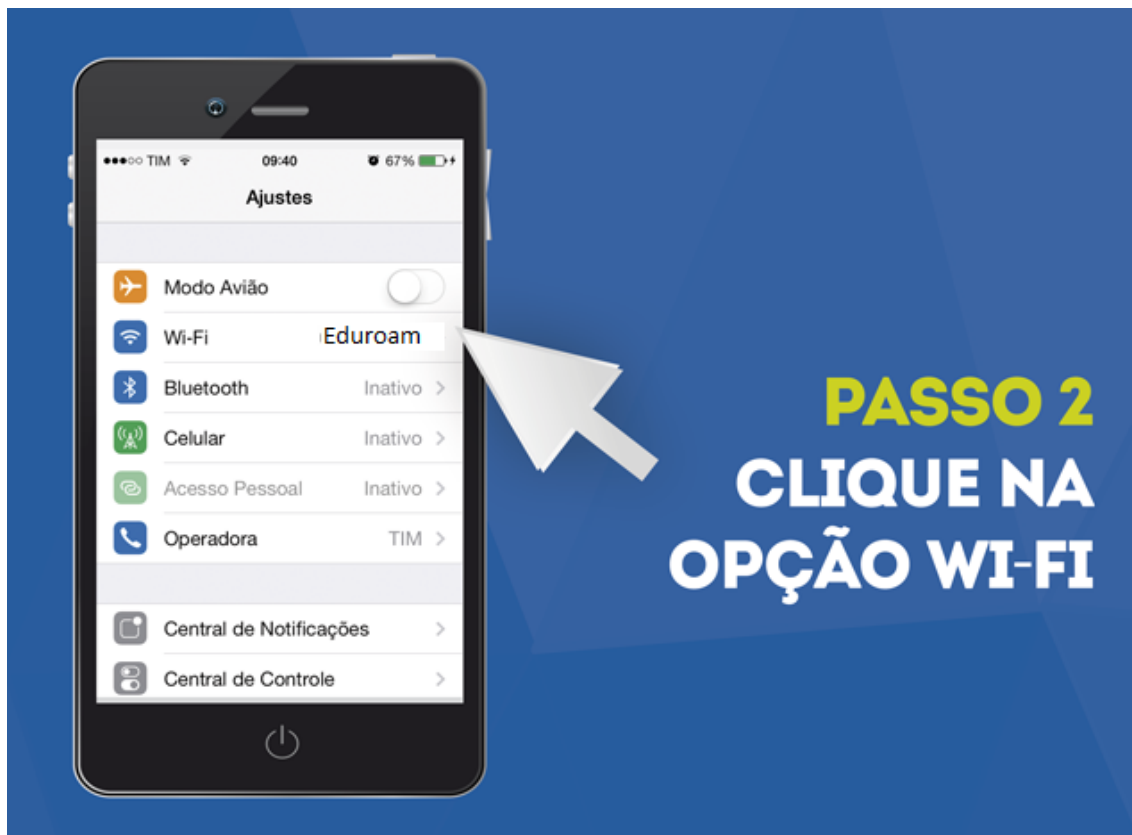 TIM 09:40 67%
Ajustes
Modo Avião
Wi-Fi Eduroam
Bluetooth Inativo
Celular Inativo
Acesso Pessoal Inativo
Operadora TIM
Central de Notificações
Central de Controle
PASSO 2
CLIQUE NA
OPÇÃO WI-FI